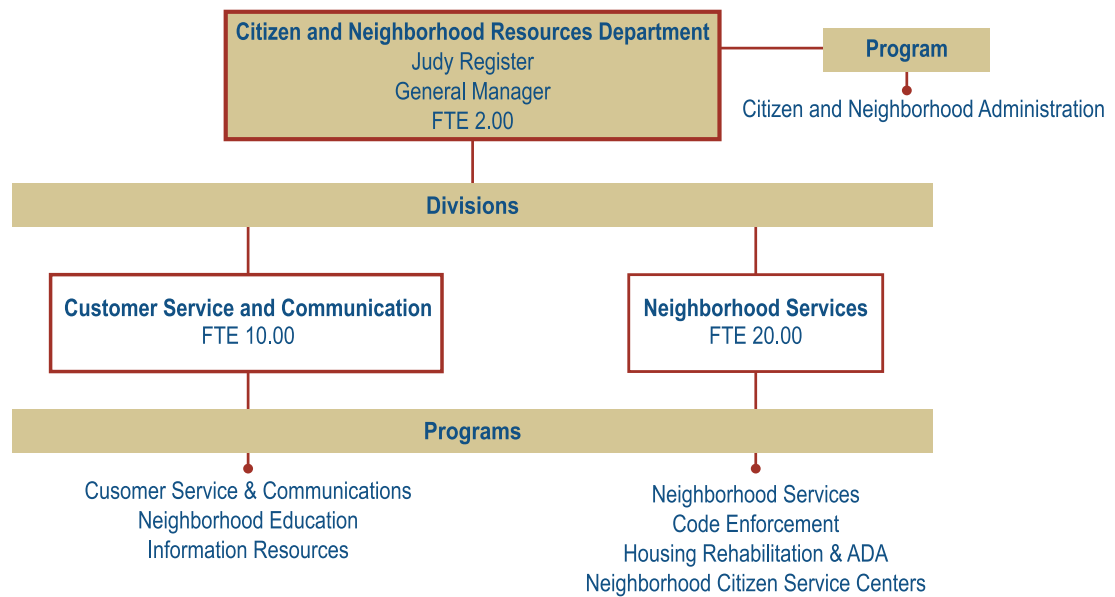 Citizen and Neighborhood Resources Department
Judy Register
General Manager
FTE 2.00
Program
Citizen and Neighborhood Administration
Divisions
Customer Service and Communication
FTE 10.00
Neighborhood Services
FTE 20.00
Programs
Cusomer Service & Communications
Neighborhood Education
Information Resources
Neighborhood Services
Code Enforcement
Housing Rehabilitation & ADA
Neighborhood Citizen Service Centers